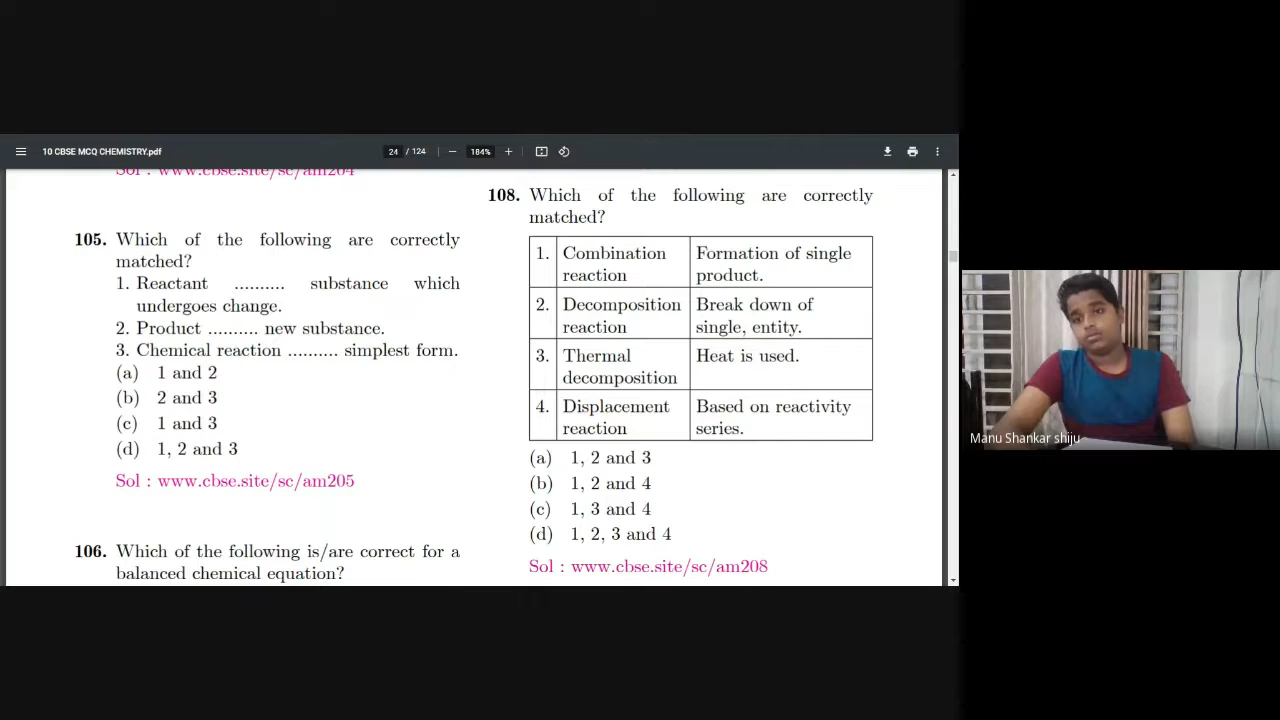 10 CBSE MCQ CHEMISTRY.pdf
24 / 124
184%
Sol : www.cbse.site/sc/am204
105. Which of the following are correctly
matched?
1. Reactant .......... substance which
undergoes change.
2. Product .......... new substance.
3. Chemical reaction .......... simplest form.
(a) 1 and 2
(b) 2 and 3
(c) 1 and 3
(d) 1, 2 and 3
Sol : www.cbse.site/sc/am205
106. Which of the following is/are correct for a
balanced chemical equation?
108. Which of the following are correctly
matched?
1. Combination reaction Formation of single product.
2. Decomposition reaction Break down of single, entity.
3. Thermal decomposition Heat is used.
4. Displacement reaction Based on reactivity series.
(a) 1, 2 and 3
(b) 1, 2 and 4
(c) 1, 3 and 4
(d) 1, 2, 3 and 4
Sol : www.cbse.site/sc/am208
Manu Shankar shiju